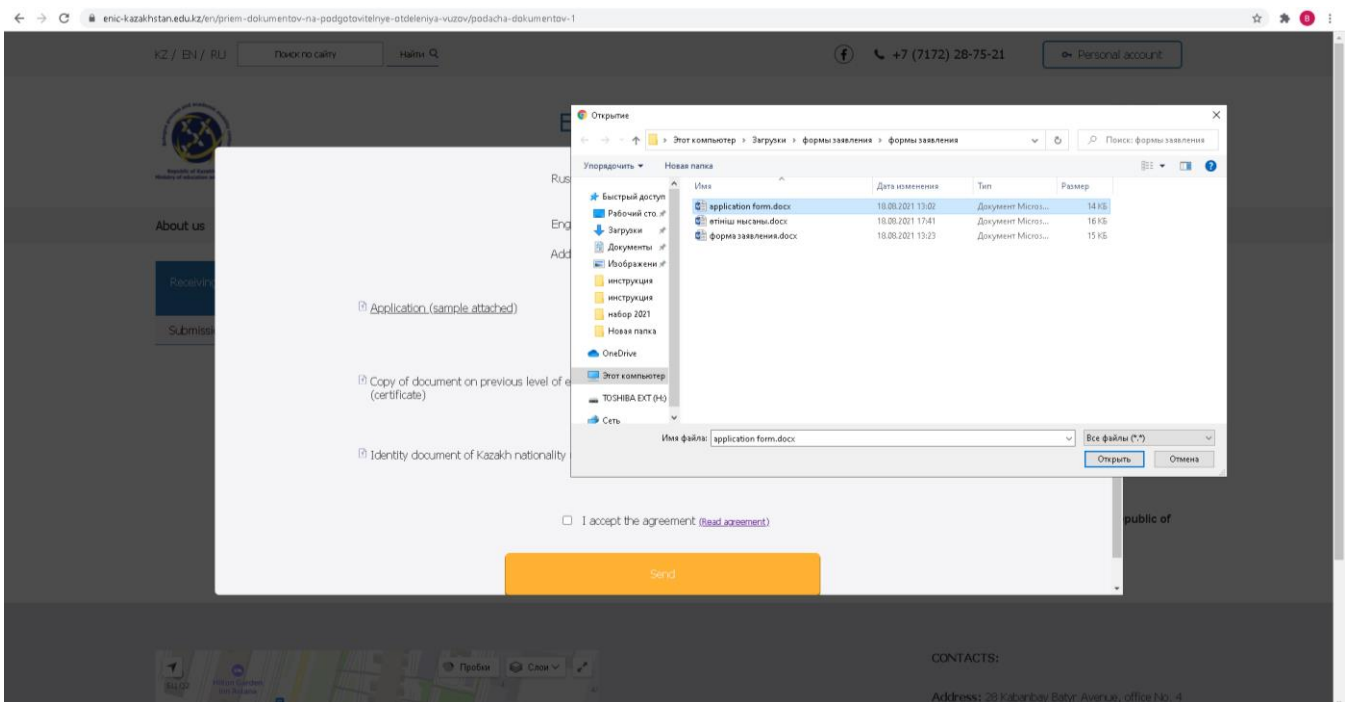 enic-kazakhstan.edu.kz/en/priem-dokumentov-na-podgotovitelnye-otdeleniya-vuzov/podacha-dokumentov-1
B
KZ / EN / RU
Поиск по сайту
Найти
+7 (7172) 28-75-21
Personal account
About us
Receiving
Submissi
Rus
Eng
Add
Application (sample attached)
Copy of document on previous level of e
(certificate)
Identity document of Kazakh nationality
I accept the agreement (Read agreement)
Send
public of
Открытие
Этот компьютер › Загрузки › формы заявления › формы заявления
Поиск: формы заявления
Упорядочить
Новая папка
Быстрый доступ
Рабочий сто
Загрузки
Документы
Изображени
инструкция
инструкция
набор 2021
Новая папка
OneDrive
Этот компьютер
TOSHIBA EXT (H:)
Сеть
Имя Дата изменения Тип Размер
application form.docx 18.08.2021 13:02 Документ Micros... 14 КБ
өтініш нысаны.docx 18.08.2021 17:41 Документ Micros... 16 КБ
форма заявления.docx 18.08.2021 13:23 Документ Micros... 15 КБ
Имя файла: application form.docx
Все файлы (*.*)
Открыть
Отмена
Пробки
Слои
Hilton Garden
CONTACTS:
Address: 28 Kabanbay Batyr Avenue, office No. 4